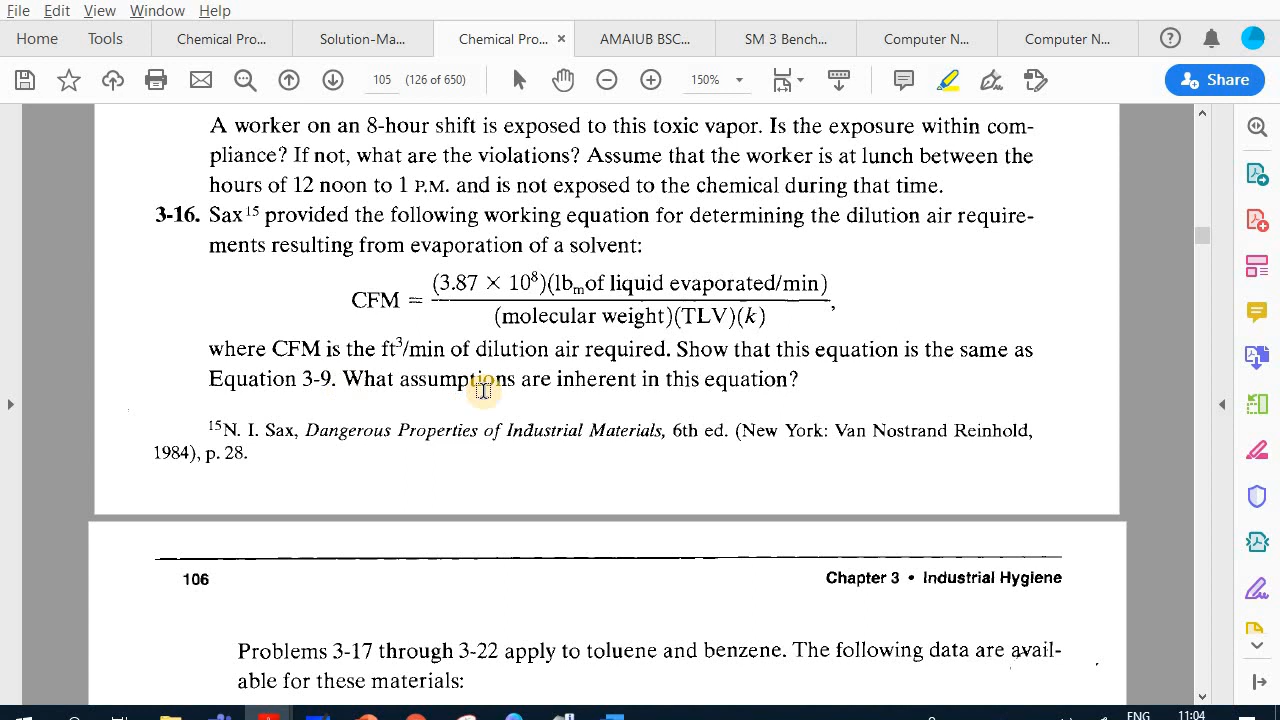 File Edit View Window Help
Home Tools Chemical Pro... Solution-Ma... Chemical Pro... × AMAIUB BSC... SM 3 Bench... Computer N... Computer N...
105 (126 of 650) 150% Share
A worker on an 8-hour shift is exposed to this toxic vapor. Is the exposure within com-
pliance? If not, what are the violations? Assume that the worker is at lunch between the
hours of 12 noon to 1 P.M. and is not exposed to the chemical during that time.
3-16. Sax¹⁵ provided the following working equation for determining the dilution air require-
ments resulting from evaporation of a solvent:
CFM = (3.87 × 10⁸)(lbₘof liquid evaporated/min)
(molecular weight)(TLV)(k) ,
where CFM is the ft³/min of dilution air required. Show that this equation is the same as
Equation 3-9. What assumptions are inherent in this equation?
¹⁵N. I. Sax, Dangerous Properties of Industrial Materials, 6th ed. (New York: Van Nostrand Reinhold,
1984), p. 28.
106 Chapter 3 • Industrial Hygiene
Problems 3-17 through 3-22 apply to toluene and benzene. The following data are avail-
able for these materials:
ENG 11:04